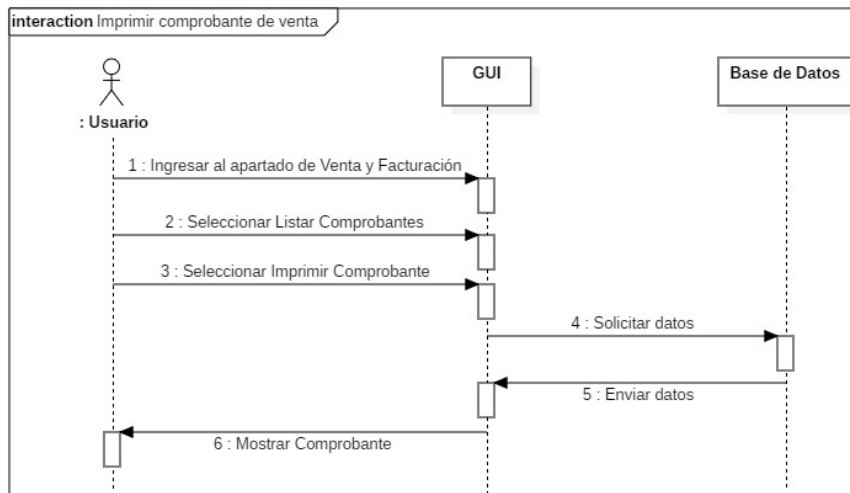 interaction Imprimir comprobante de venta
GUI
Base de Datos
: Usuario
1 : Ingresar al apartado de Venta y Facturación
2 : Seleccionar Listar Comprobantes
3 : Seleccionar Imprimir Comprobante
4 : Solicitar datos
5 : Enviar datos
6 : Mostrar Comprobante